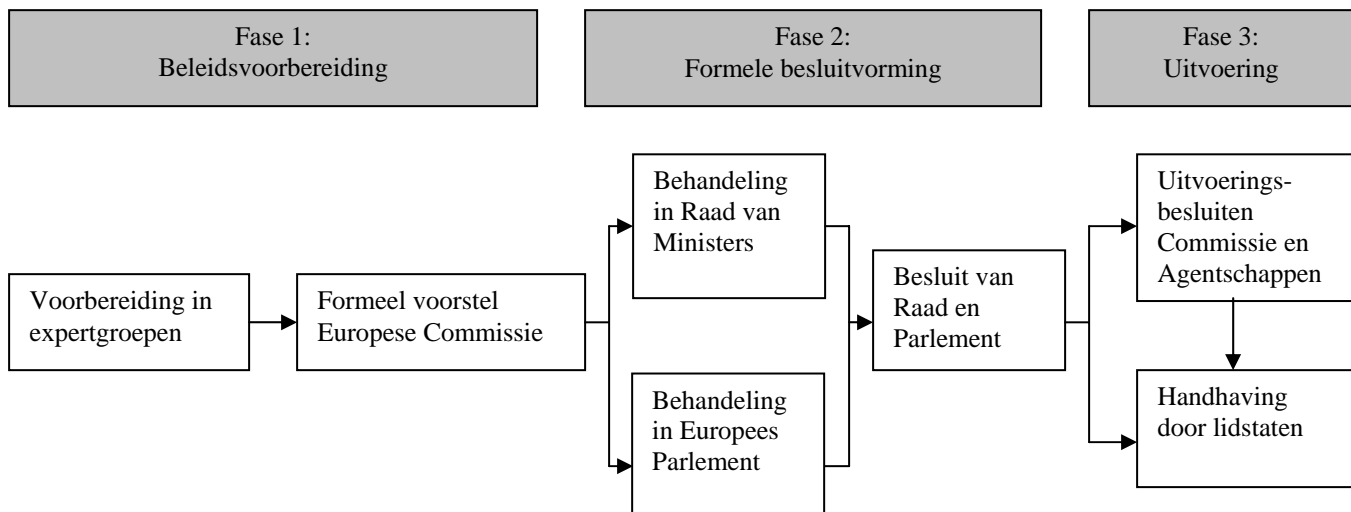 Fase 1:
Beleidsvoorbereiding
Fase 2:
Formele besluitvorming
Fase 3:
Uitvoering
Voorbereiding in
expertgroepen
Formeel voorstel
Europese Commissie
Behandeling
in Raad van
Ministers
Behandeling
in Europees
Parlement
Besluit van
Raad en
Parlement
Uitvoerings-
besluiten
Commissie en
Agentschappen
Handhaving
door lidstaten